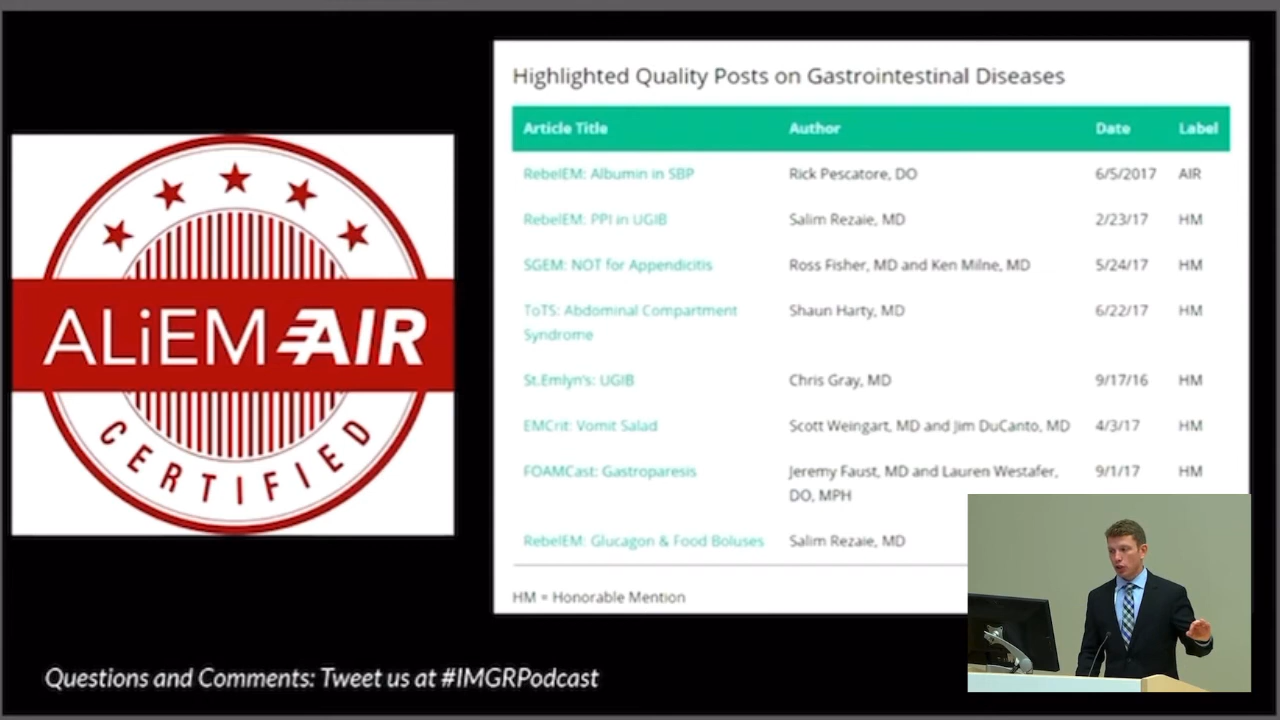 ALiEM AIR
CERTIFIED
Highlighted Quality Posts on Gastrointestinal Diseases
Article Title Author Date Label
RebelEM: Albumin in SBP Rick Pescatore, DO 6/5/2017 AIR
RebelEM: PPI in UGIB Salim Rezaie, MD 2/23/17 HM
SGEM: NOT for Appendicitis Ross Fisher, MD and Ken Milne, MD 5/24/17 HM
ToTS: Abdominal Compartment Shaun Harty, MD 6/22/17 HM
Syndrome
St.Emlyn's: UGIB Chris Gray, MD 9/17/16 HM
EMCrit: Vomit Salad Scott Weingart, MD and Jim DuCanto, MD 4/3/17 HM
FOAMCast: Gastroparesis Jeremy Faust, MD and Lauren Westafer, 9/1/17 HM
DO, MPH
RebelEM: Glucagon & Food Boluses Salim Rezaie, MD
HM = Honorable Mention
Questions and Comments: Tweet us at #IMGRPodcast